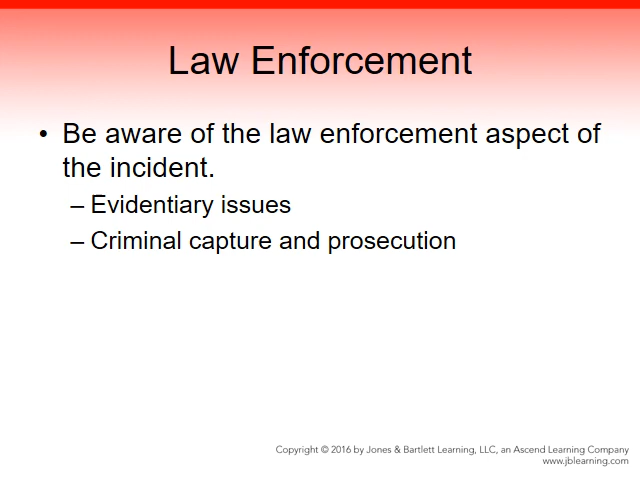 Law Enforcement
• Be aware of the law enforcement aspect of
the incident.
– Evidentiary issues
– Criminal capture and prosecution
Copyright © 2016 by Jones & Bartlett Learning, LLC, an Ascend Learning Company
www.jblearning.com